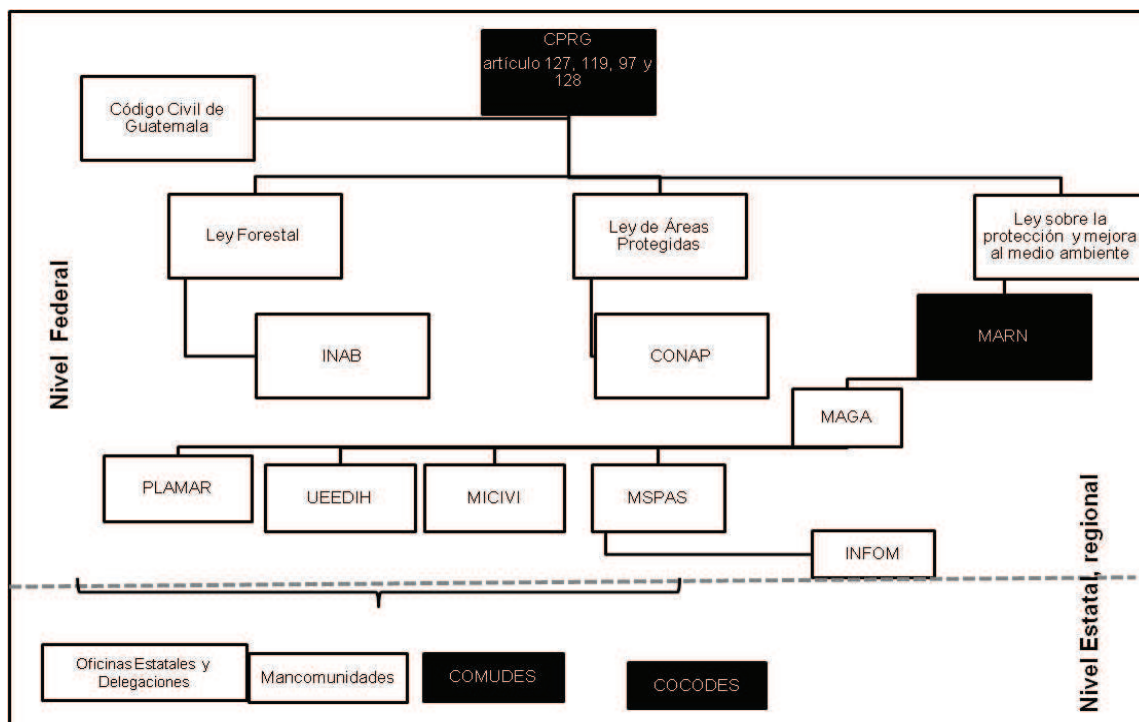 CPRG
artículo 127, 119, 97 y
128
Código Civil de
Guatemala
Ley Forestal
Ley de Áreas
Protegidas
Ley sobre la
protección y mejora
al medio ambiente
Nivel Federal
INAB
CONAP
MARN
MAGA
PLAMAR
UEEDIH
MICIVI
MSPAS
INFOM
Nivel Estatal, regional
Oficinas Estatales y
Delegaciones
Mancomunidades
COMUDES
COCODES